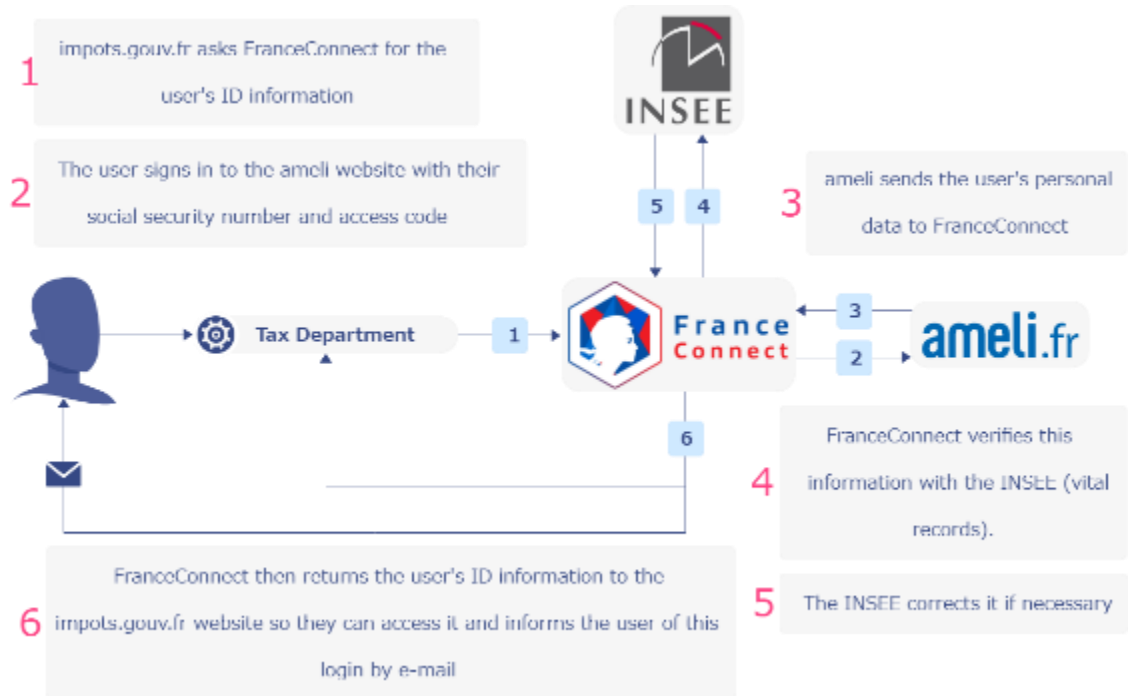 1
impots.gouv.fr asks FranceConnect for the
user's ID information
INSEE
2
The user signs in to the ameli website with their
social security number and access code
5
4
3
ameli sends the user's personal
data to FranceConnect
Tax Department
1
France
Connect
3
2
ameli.fr
6
4
FranceConnect verifies this
information with the INSEE (vital
records).
5
The INSEE corrects it if necessary
6
FranceConnect then returns the user's ID information to the
impots.gouv.fr website so they can access it and informs the user of this
login by e-mail